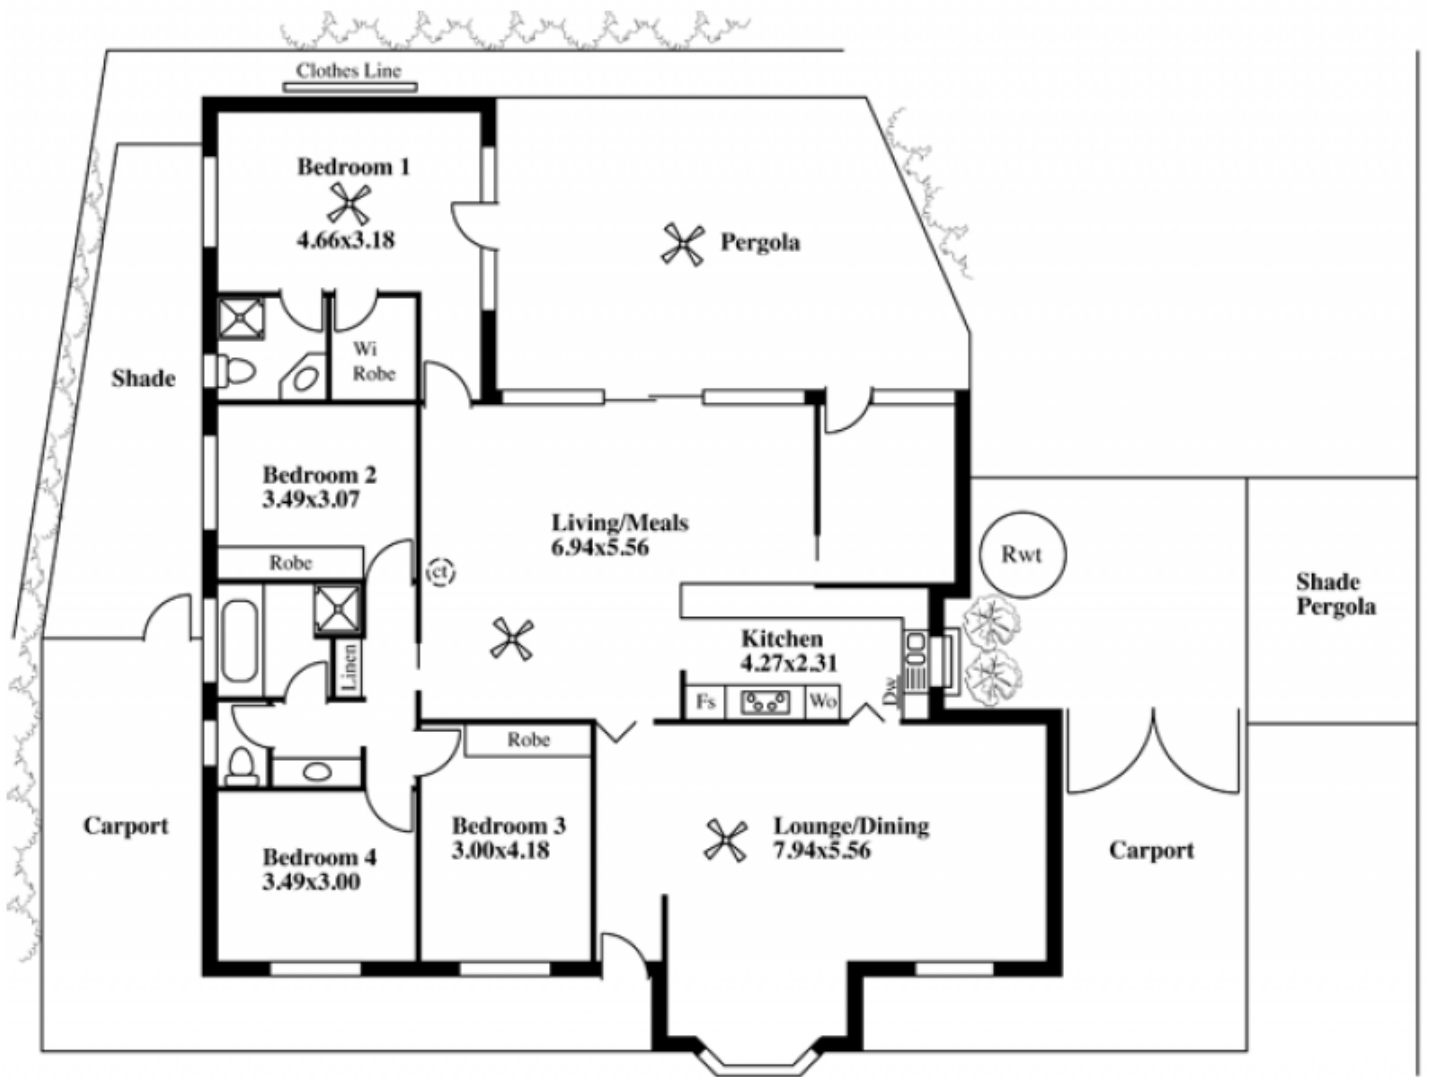 Clothes Line
Bedroom 1
4.66x3.18
Pergola
Wi
Robe
Shade
Bedroom 2
3.49x3.07
Robe
Living/Meals
6.94x5.56
ct
Rwt
Shade
Pergola
Kitchen
4.27x2.31
Linen
Fs
Wo
Dw
Robe
Carport
Bedroom 3
3.00x4.18
Lounge/Dining
7.94x5.56
Carport
Bedroom 4
3.49x3.00